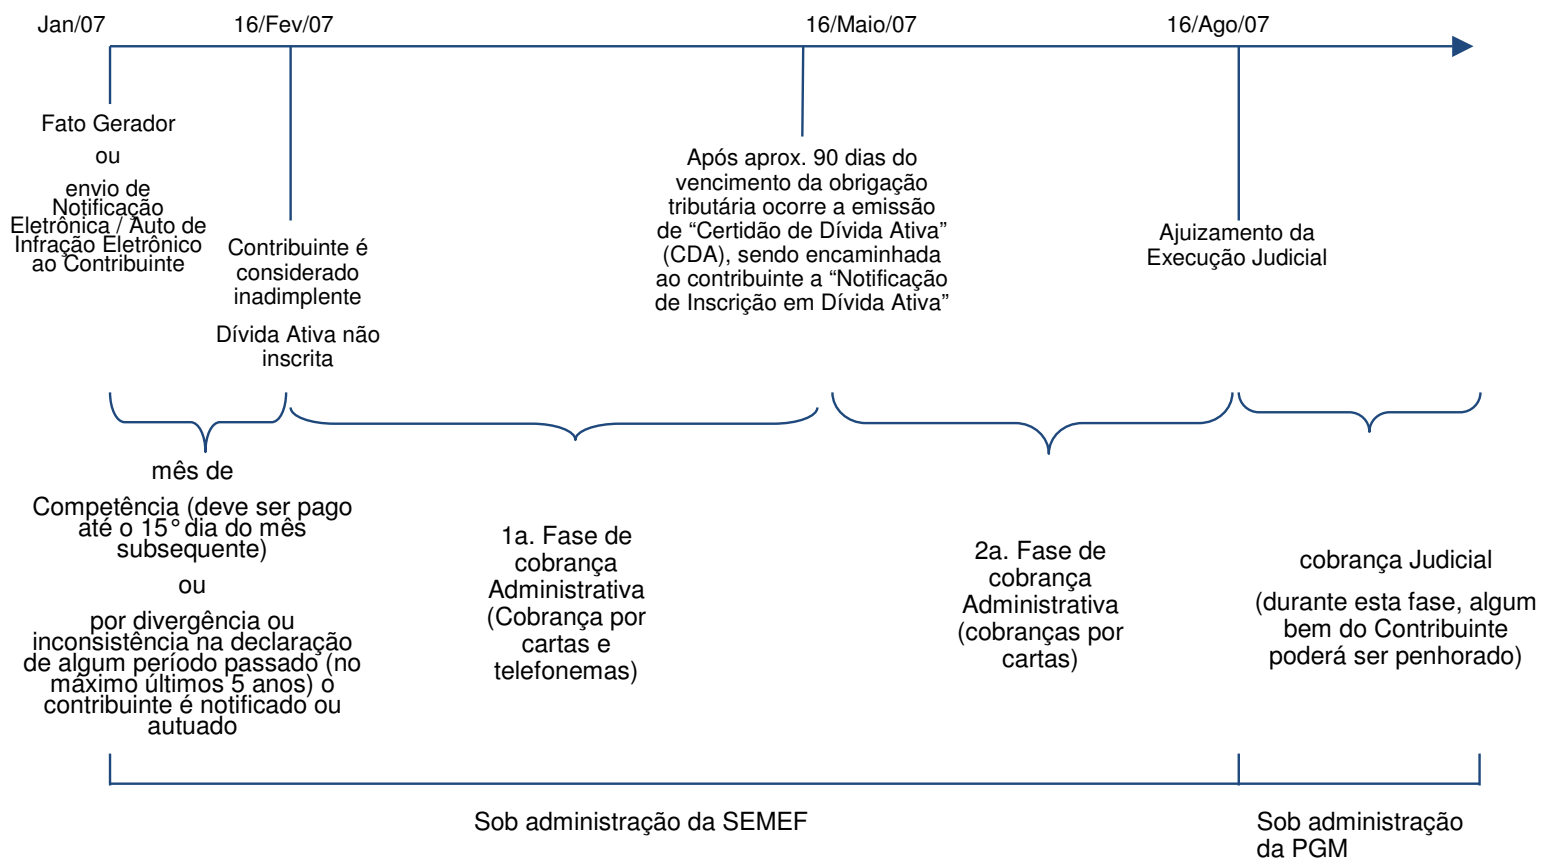 Jan/07
16/Fev/07
16/Maio/07
16/Ago/07
Fato Gerador
ou
envio de
Notificação
Eletrônica / Auto de
Infração Eletrônico
ao Contribuinte
Contribuinte é
considerado
inadimplente
Dívida Ativa não
inscrita
Após aprox. 90 dias do
vencimento da obrigação
tributária ocorre a emissão
de “Certidão de Dívida Ativa”
(CDA), sendo encaminhada
ao contribuinte a “Notificação
de Inscrição em Dívida Ativa”
Ajuizamento da
Execução Judicial
mês de
Competência (deve ser pago
até o 15° dia do mês
subsequente)
ou
por divergência ou
inconsistência na declaração
de algum período passado (no
máximo últimos 5 anos) o
contribuinte é notificado ou
autuado
1a. Fase de
cobrança
Administrativa
(Cobrança por
cartas e
telefonemas)
2a. Fase de
cobrança
Administrativa
(cobranças por
cartas)
cobrança Judicial
(durante esta fase, algum
bem do Contribuinte
poderá ser penhorado)
Sob administração da SEMEF
Sob administração
da PGM